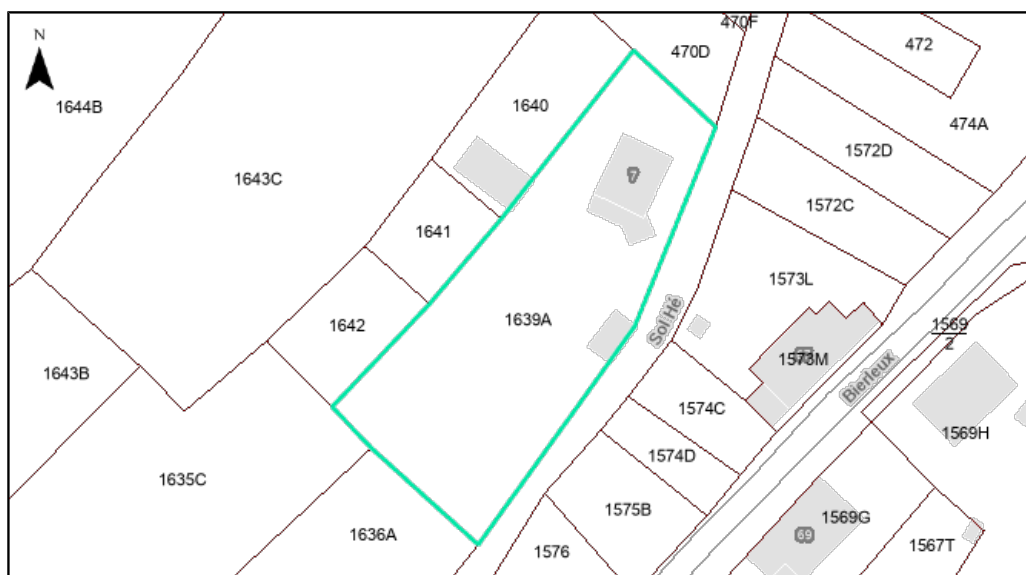 470F
N
472
470D
1640
1644B
474A
1572D
7
1643C
1572C
1641
1573L
Sol Hé
1639A
1642
1569
2
1573M
1643B
Bierleux
1574C
1569H
1574D
1635C
1575B
1569G
1636A
69
1576
1567T